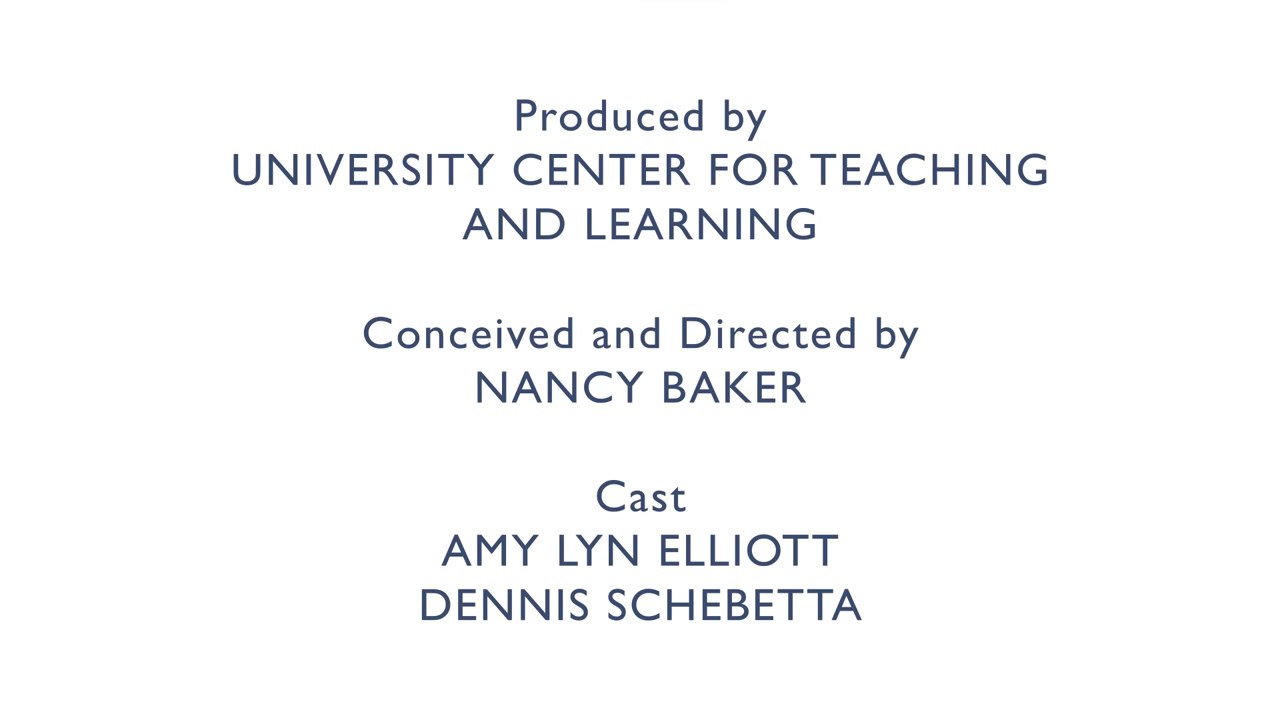 Produced by
UNIVERSITY CENTER FOR TEACHING
AND LEARNING
Conceived and Directed by
NANCY BAKER
Cast
AMY LYN ELLIOTT
DENNIS SCHEBETTA